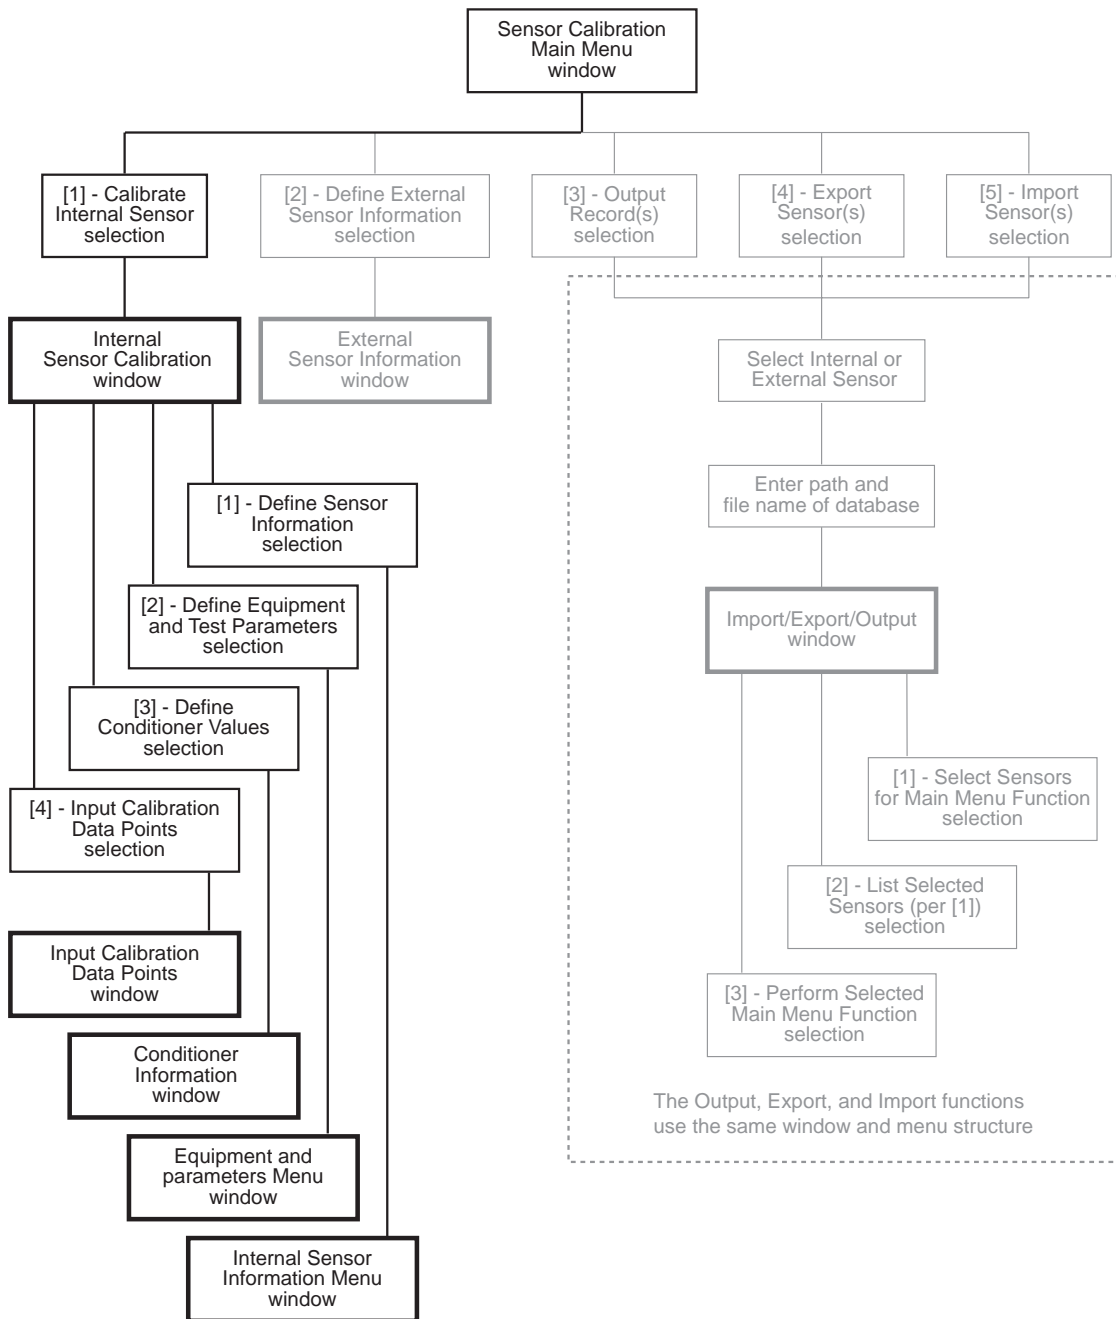 Sensor Calibration
Main Menu
window
[1] - Calibrate
Internal Sensor
selection
[2] - Define External
Sensor Information
selection
[3] - Output
Record(s)
selection
[4] - Export
Sensor(s)
selection
[5] - Import
Sensor(s)
selection
Internal
Sensor Calibration
window
External
Sensor Information
window
Select Internal or
External Sensor
Enter path and
file name of database
[1] - Define Sensor
Information
selection
[2] - Define Equipment
and Test Parameters
selection
Import/Export/Output
window
[3] - Define
Conditioner Values
selection
[1] - Select Sensors
for Main Menu Function
selection
[4] - Input Calibration
Data Points
selection
[2] - List Selected
Sensors (per [1])
selection
Input Calibration
Data Points
window
[3] - Perform Selected
Main Menu Function
selection
Conditioner
Information
window
The Output, Export, and Import functions
use the same window and menu structure
Equipment and
parameters Menu
window
Internal Sensor
Information Menu
window